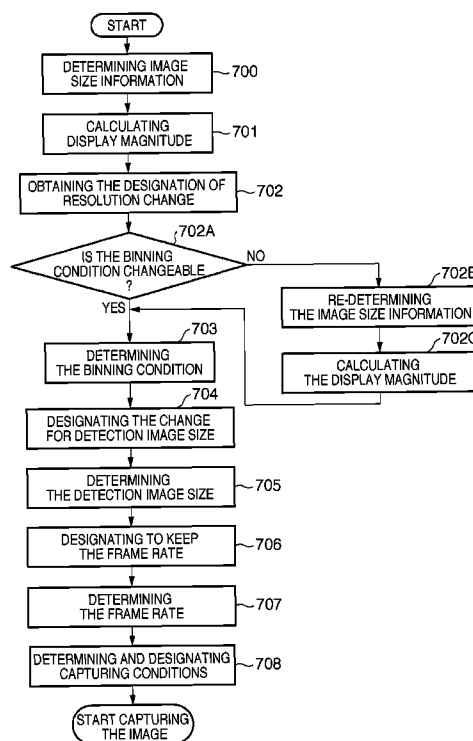 START
DETERMINING IMAGE
SIZE INFORMATION
700
CALCULATING
DISPLAY MAGNITUDE
701
OBTAINING THE DESIGNATION OF
RESOLUTION CHANGE
702
702A
IS THE BINNING
CONDITION CHANGEABLE
?
NO
YES
702B
RE-DETERMINING
THE IMAGE SIZE INFORMATION
702C
CALCULATING
THE DISPLAY MAGNITUDE
703
DETERMINING
THE BINNING CONDITION
704
DESIGNATING THE CHANGE
FOR DETECTION IMAGE SIZE
DETERMINING
THE DETECTION IMAGE SIZE
705
DESIGNATING TO KEEP
THE FRAME RATE
706
DETERMINING
THE FRAME RATE
707
DETERMINING AND DESIGNATING
CAPTURING CONDITIONS
708
START CAPTURING
THE IMAGE